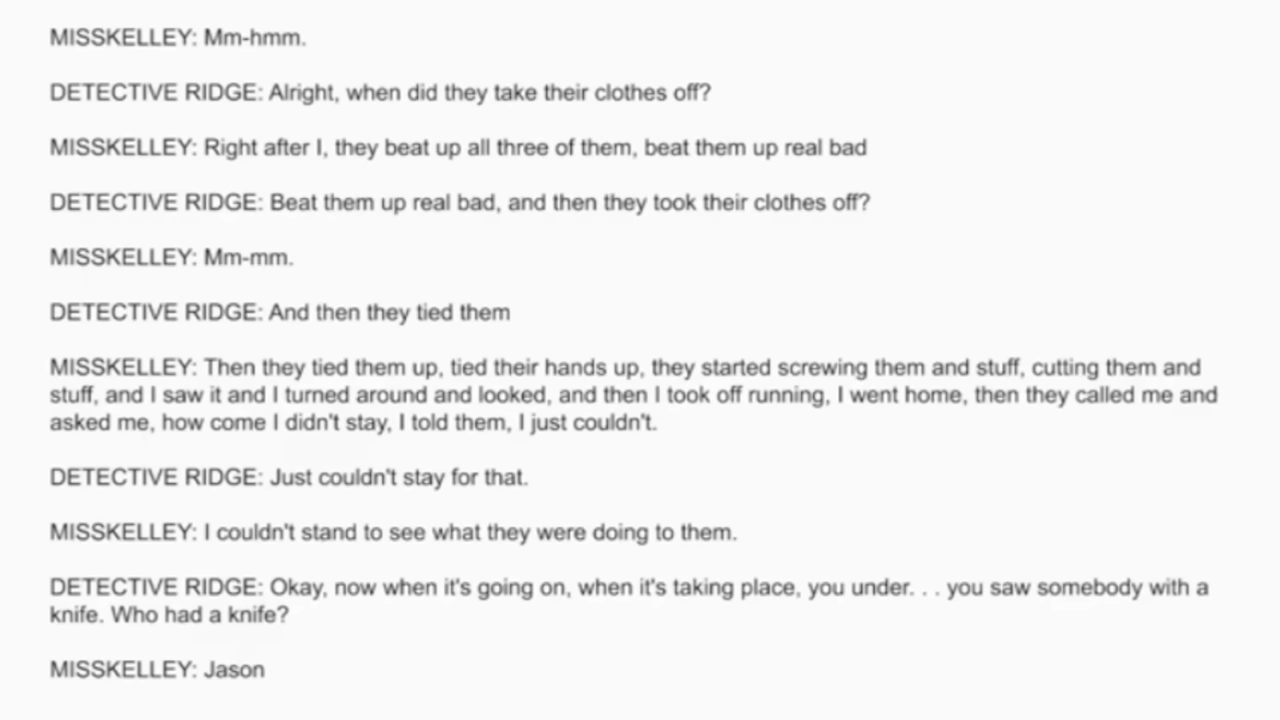 MISSKELLEY: Mm-hmm.
DETECTIVE RIDGE: Alright, when did they take their clothes off?
MISSKELLEY: Right after I, they beat up all three of them, beat them up real bad
DETECTIVE RIDGE: Beat them up real bad, and then they took their clothes off?
MISSKELLEY: Mm-mm.
DETECTIVE RIDGE: And then they tied them
MISSKELLEY: Then they tied them up, tied their hands up, they started screwing them and stuff, cutting them and
stuff, and I saw it and I turned around and looked, and then I took off running, I went home, then they called me and
asked me, how come I didn't stay, I told them, I just couldn't.
DETECTIVE RIDGE: Just couldn't stay for that.
MISSKELLEY: I couldn't stand to see what they were doing to them.
DETECTIVE RIDGE: Okay, now when it's going on, when it's taking place, you under. . . you saw somebody with a
knife. Who had a knife?
MISSKELLEY: Jason